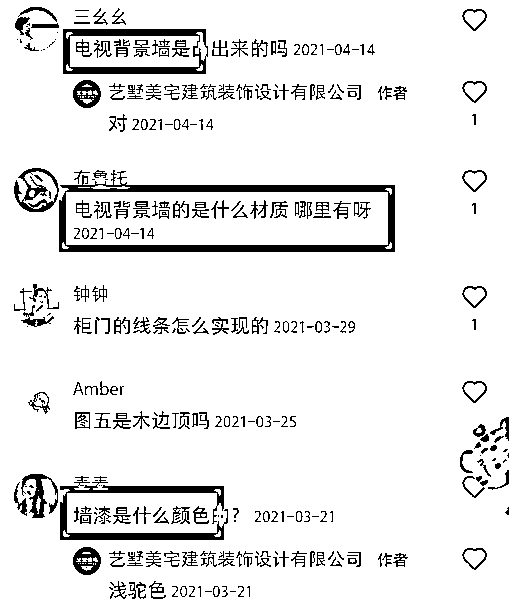 三幺幺
电视背景墙是凸出来的吗 2021-04-14
艺墅美宅建筑装饰设计有限公司 作者
对 2021-04-14
1
布鲁托
电视背景墙的是什么材质 哪里有呀
2021-04-14
1
钟钟
柜门的线条怎么实现的 2021-03-29
1
Amber
图五是木边顶吗 2021-03-25
墙漆是什么颜色的？ 2021-03-21
艺墅美宅建筑装饰设计有限公司 作者
浅驼色 2021-03-21